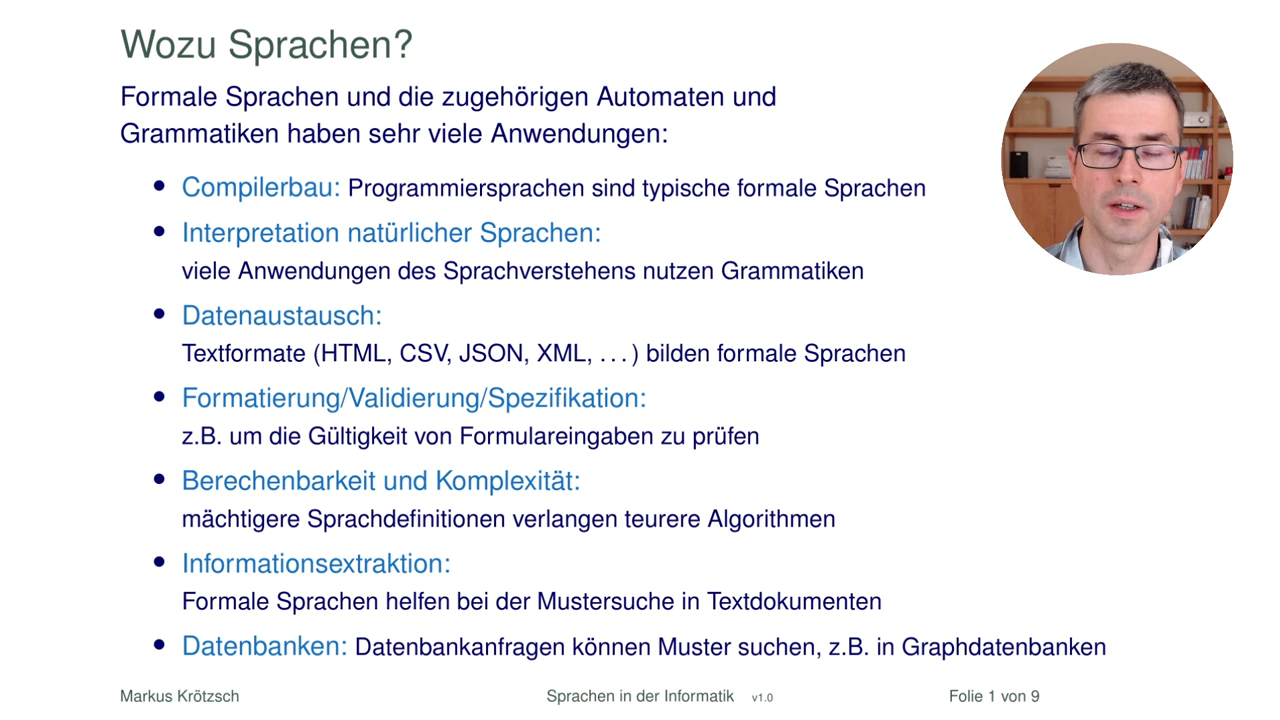 Wozu Sprachen?
Formale Sprachen und die zugehörigen Automaten und
Grammatiken haben sehr viele Anwendungen:
• Compilerbau: Programmiersprachen sind typische formale Sprachen
• Interpretation natürlicher Sprachen:
viele Anwendungen des Sprachverstehens nutzen Grammatiken
• Datenaustausch:
Textformate (HTML, CSV, JSON, XML, . . . ) bilden formale Sprachen
• Formatierung/Validierung/Spezifikation:
z.B. um die Gültigkeit von Formulareingaben zu prüfen
• Berechenbarkeit und Komplexität:
mächtigere Sprachdefinitionen verlangen teurere Algorithmen
• Informationsextraktion:
Formale Sprachen helfen bei der Mustersuche in Textdokumenten
• Datenbanken: Datenbankanfragen können Muster suchen, z.B. in Graphdatenbanken
Markus Krötzsch Sprachen in der Informatik v1.0 Folie 1 von 9